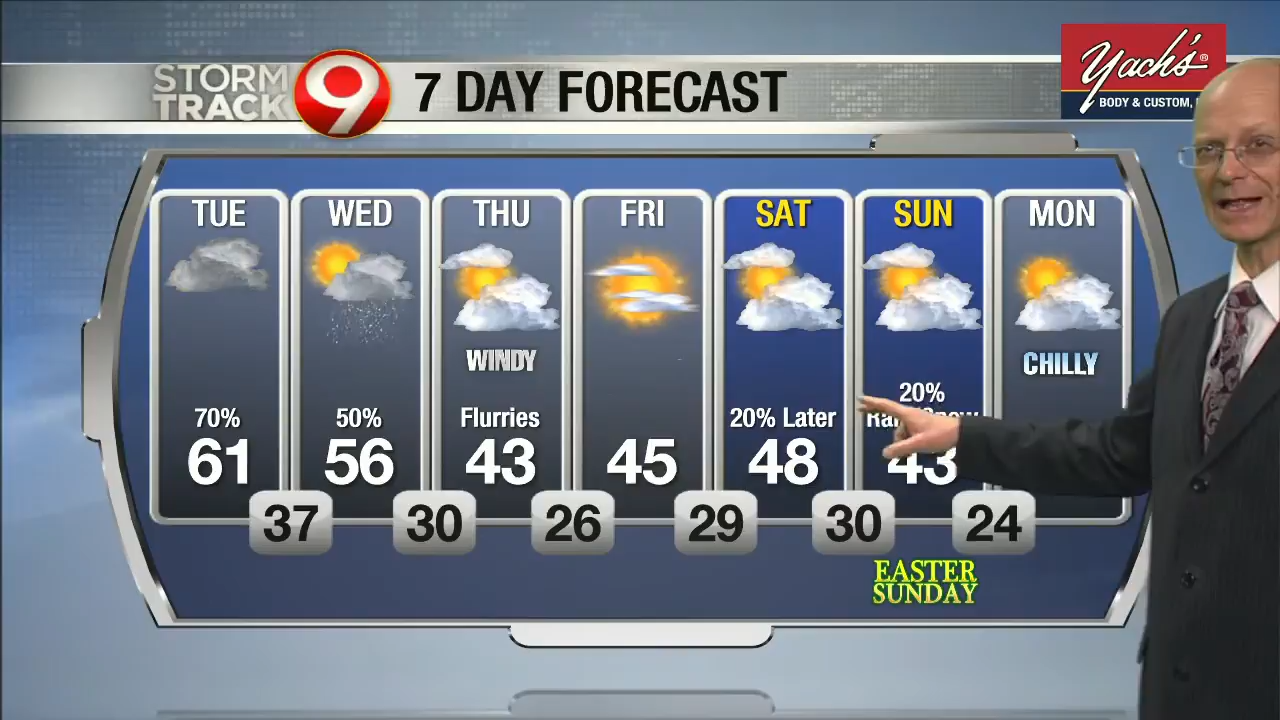 STORM
TRACK
9
7 DAY FORECAST
Yach's®
BODY & CUSTOM,
TUE
WED
THU
FRI
SAT
SUN
MON
WINDY
CHILLY
70%
50%
Flurries
20% Later
20%
61
56
43
45
48
43
37
30
26
29
30
24
EASTER
SUNDAY